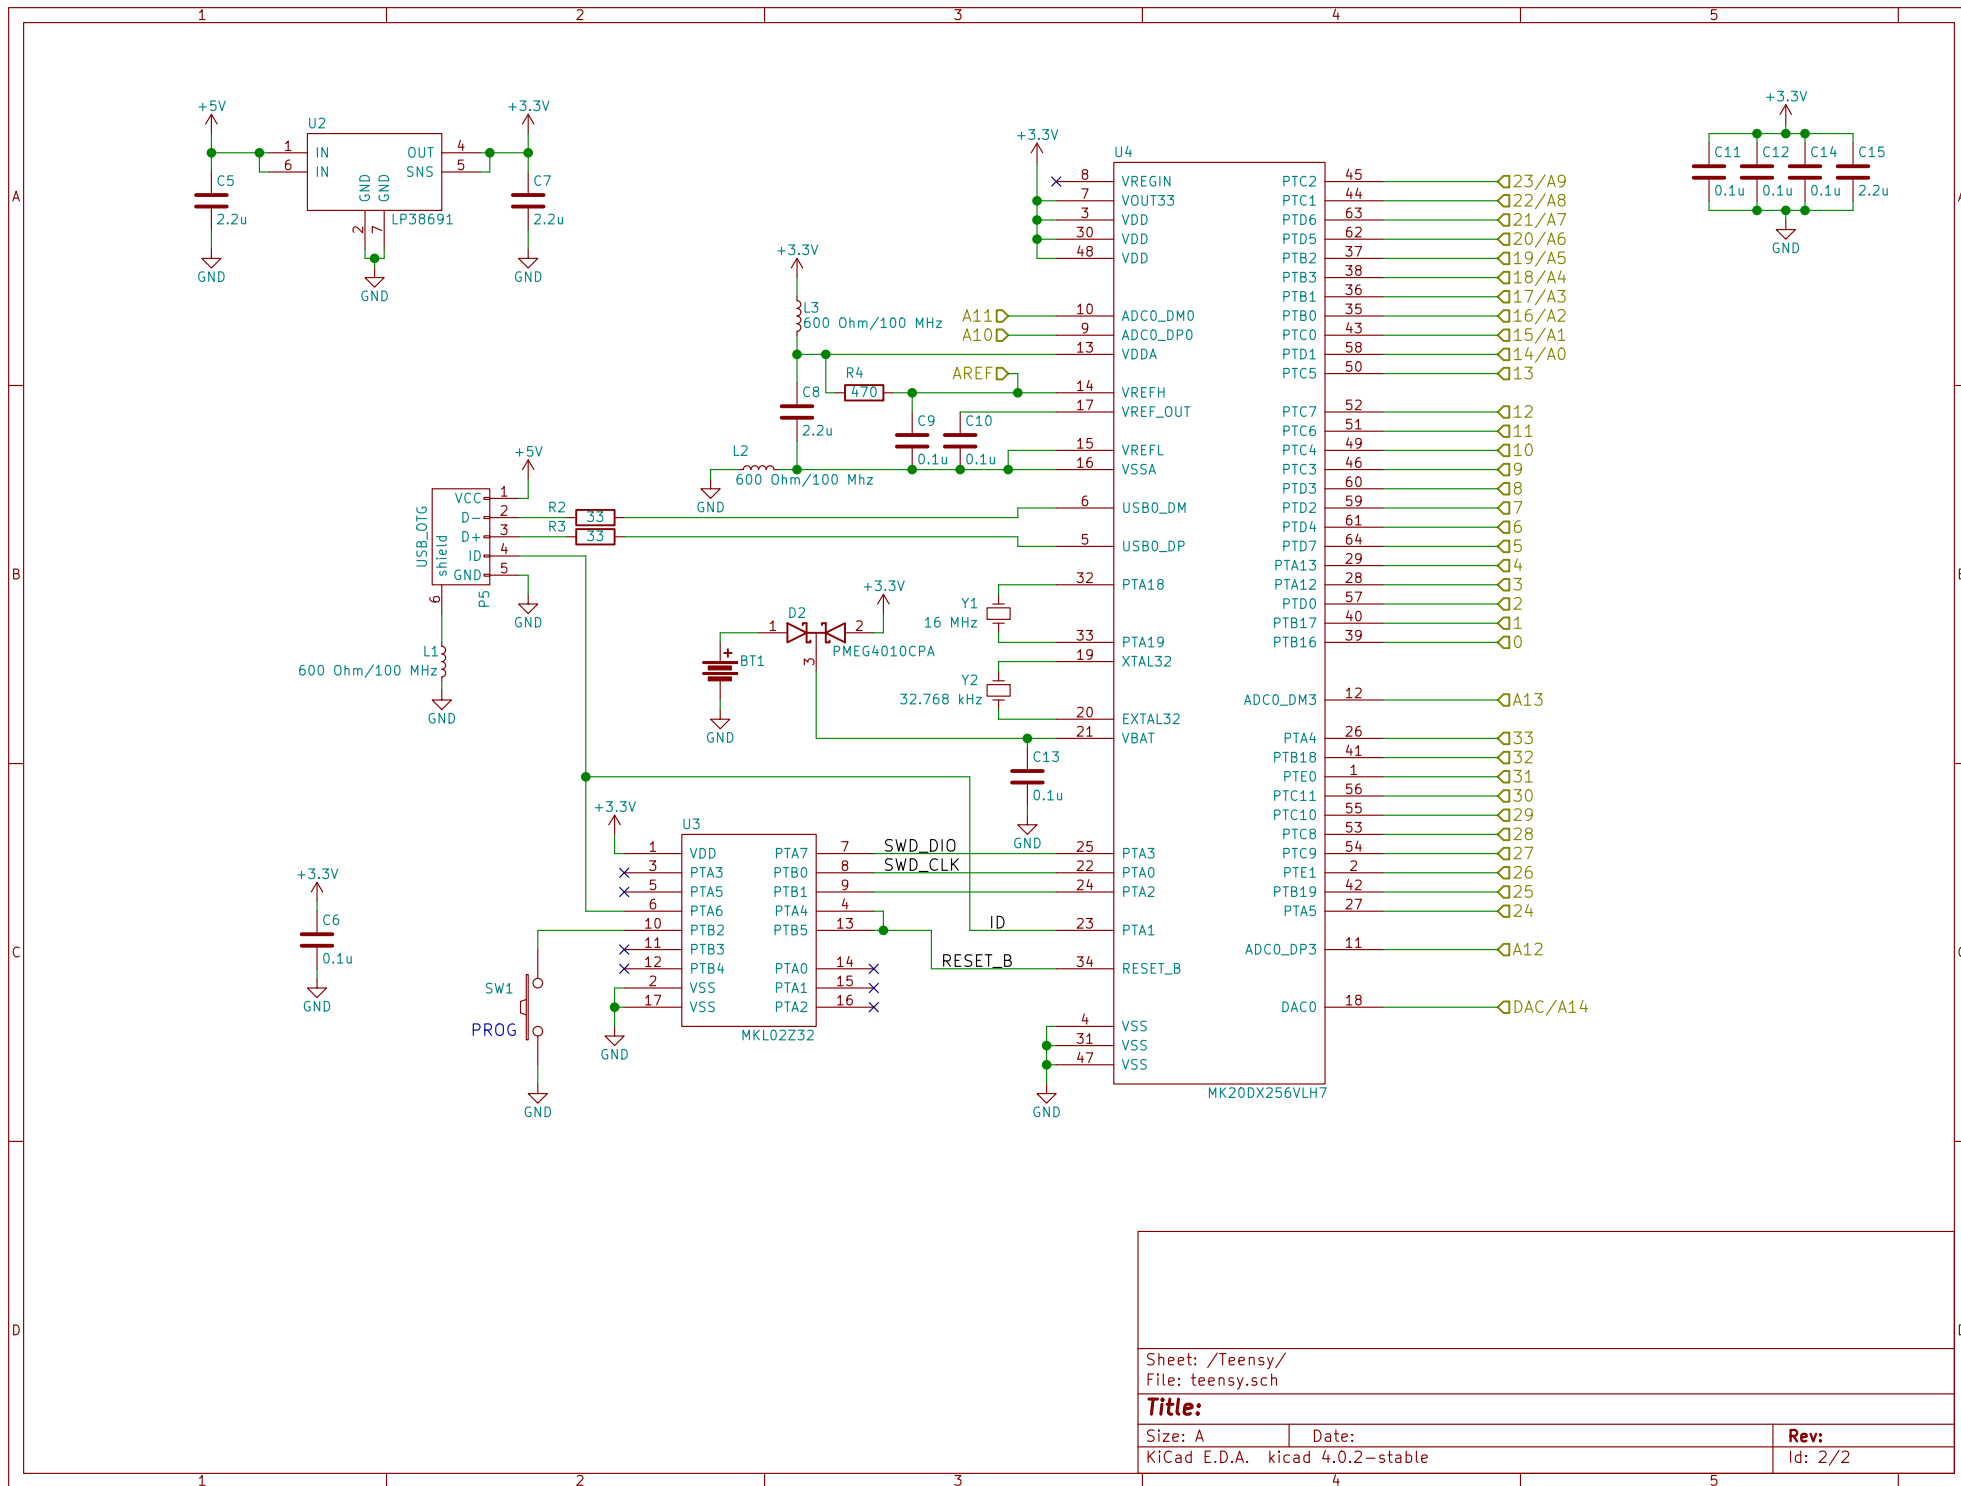 1 2 3 4 5
A
B
C
D
+5V
U2
1 IN
6 IN
OUT 4
SNS 5
GND 2
GND 7
LP38691
+3.3V
C5
2.2u
GND
GND
C7
2.2u
GND
+3.3V
L3
600 Ohm/100 MHz
A11
A10
AREF
R4
470
C8
2.2u
C9
0.1u
C10
0.1u
L2
600 Ohm/100 Mhz
GND
+5V
USB_OTG
shield
VCC 1
D- 2
D+ 3
ID 4
GND 5
6
P5
GND
R2
33
R3
33
L1
600 Ohm/100 MHz
GND
+3.3V
D2
1 2 3
PMEG4010CPA
BT1
+
GND
Y1
16 MHz
Y2
32.768 kHz
C13
0.1u
GND
+3.3V
U3
1 VDD
3 PTA3
5 PTA5
6 PTA6
10 PTB2
11 PTB3
12 PTB4
2 VSS
17 VSS
PTA7 7
PTB0 8
PTB1 9
PTA4 4
PTB5 13
PTA0 14
PTA1 15
PTA2 16
MKL02Z32
GND
SWD_DIO
SWD_CLK
ID
RESET_B
+3.3V
C6
0.1u
GND
SW1
PROG
GND
+3.3V
U4
8 VREGIN
7 VOUT33
3 VDD
30 VDD
48 VDD
10 ADC0_DM0
9 ADC0_DP0
13 VDDA
14 VREFH
17 VREF_OUT
15 VREFL
16 VSSA
6 USB0_DM
5 USB0_DP
32 PTA18
33 PTA19
19 XTAL32
20 EXTAL32
21 VBAT
25 PTA3
22 PTA0
24 PTA2
23 PTA1
34 RESET_B
4 VSS
31 VSS
47 VSS
GND
PTC2 45 23/A9
PTC1 44 22/A8
PTD6 63 21/A7
PTD5 62 20/A6
PTB2 37 19/A5
PTB3 38 18/A4
PTB1 36 17/A3
PTB0 35 16/A2
PTC0 43 15/A1
PTD1 58 14/A0
PTC5 50 13
PTC7 52 12
PTC6 51 11
PTC4 49 10
PTC3 46 9
PTD3 60 8
PTD2 59 7
PTD4 61 6
PTD7 64 5
PTA13 29 4
PTA12 28 3
PTD0 57 2
PTB17 40 1
PTB16 39 0
ADC0_DM3 12 A13
PTA4 26 33
PTB18 41 32
PTE0 1 31
PTC11 56 30
PTC10 55 29
PTC8 53 28
PTC9 54 27
PTE1 2 26
PTB19 42 25
PTA5 27 24
ADC0_DP3 11 A12
DAC0 18 DAC/A14
MK20DX256VLH7
+3.3V
C11
0.1u
C12
0.1u
C14
0.1u
C15
2.2u
GND
Sheet: /Teensy/
File: teensy.sch
Title:
Size: A Date: Rev:
KiCad E.D.A. kicad 4.0.2-stable Id: 2/2
1 2 3 4 5